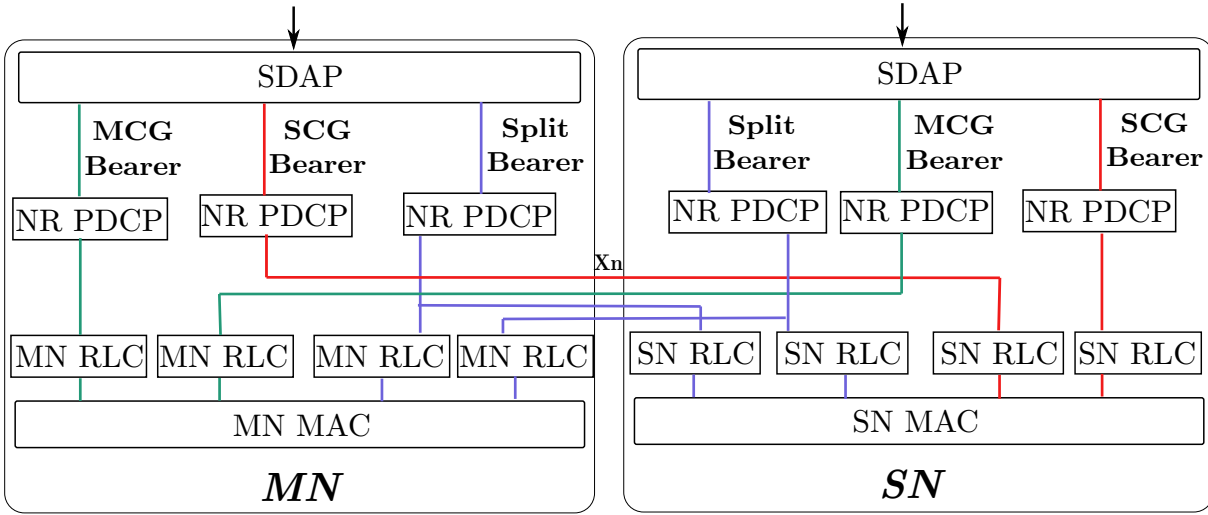 SDAP
SDAP
MCG
Bearer
SCG
Bearer
Split
Bearer
Split
Bearer
MCG
Bearer
SCG
Bearer
NR PDCP
NR PDCP
NR PDCP
NR PDCP
NR PDCP
NR PDCP
Xn
MN RLC
MN RLC
MN RLC
MN RLC
SN RLC
SN RLC
SN RLC
SN RLC
MN MAC
SN MAC
MN
SN